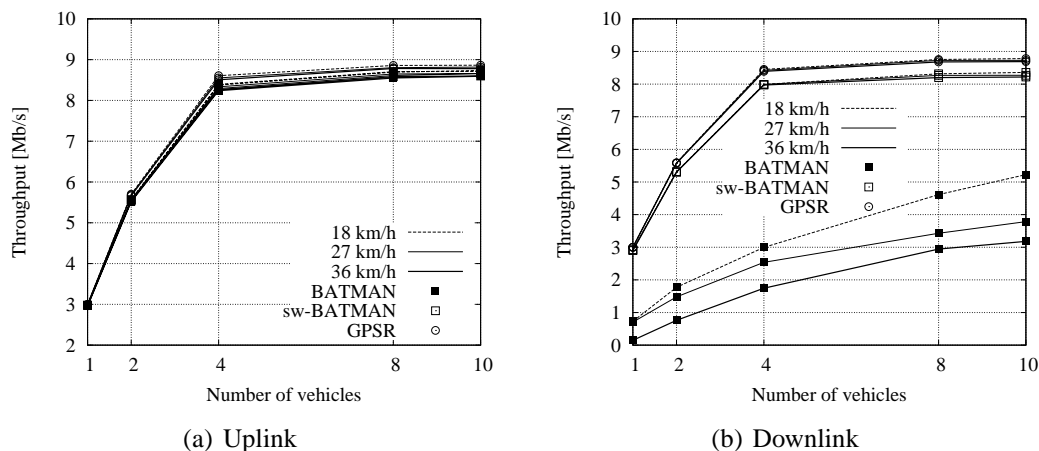 10
9
8
7
6
5
4
3
2
Throughput [Mb/s]
18 km/h
27 km/h
36 km/h
BATMAN
sw-BATMAN
GPSR
1 2 4 8 10
Number of vehicles
(a) Uplink
10
9
8
7
6
5
4
3
2
1
0
Throughput [Mb/s]
18 km/h
27 km/h
36 km/h
BATMAN
sw-BATMAN
GPSR
1 2 4 8 10
Number of vehicles
(b) Downlink